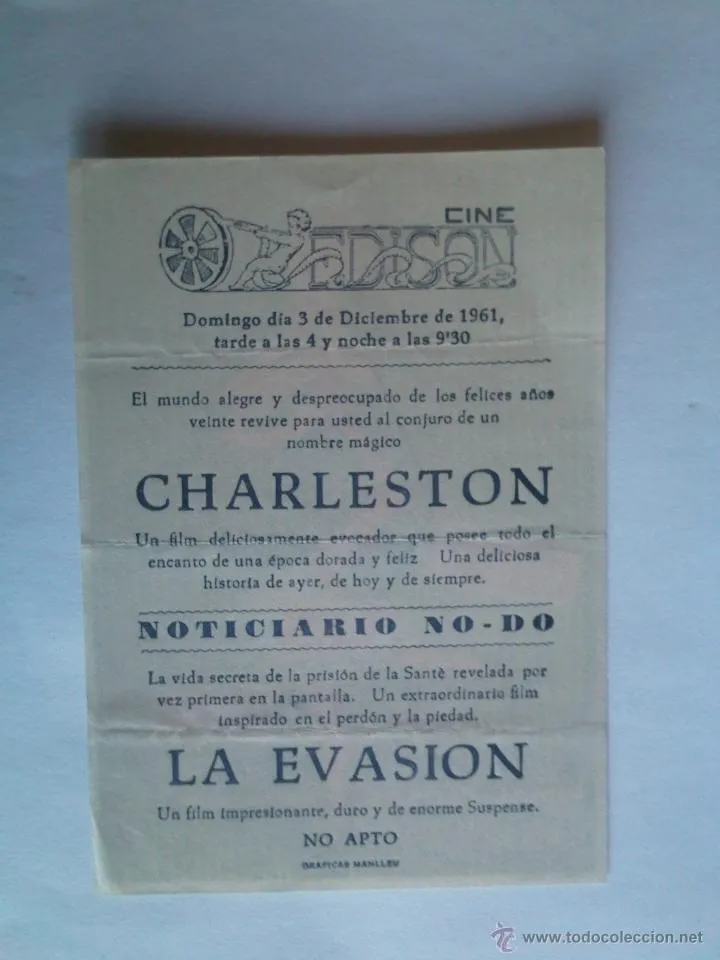 CINE
EDISON
Domingo día 3 de Diciembre de 1961,
tarde a las 4 y noche a las 9'30
El mundo alegre y despreocupado de los felices años
veinte revive para usted al conjuro de un
nombre mágico
CHARLESTON
Un film deliciosamente evocador que posee todo el
encanto de una época dorada y feliz Una deliciosa
historia de ayer, de hoy y de siempre.
NOTICIARIO NO-DO
La vida secreta de la prisión de la Santè revelada por
vez primera en la pantalla. Un extraordinario film
inspirado en el perdón y la piedad.
LA EVASION
Un film impresionante, duro y de enorme Suspense.
NO APTO
GRAFICAS MANLLEU
www.todocoleccion.net